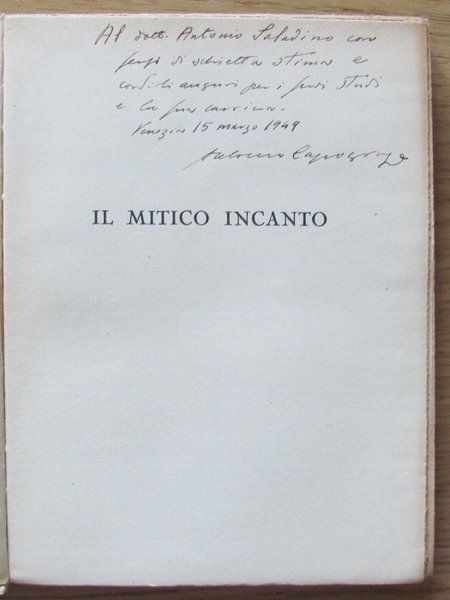 Al dott. Antonio Saladino con
sensi di schietta stima e
cordiali auguri per i suoi studi
e la sua carriera.
Venezia 15 marzo 1949
Antonio
IL MITICO INCANTO